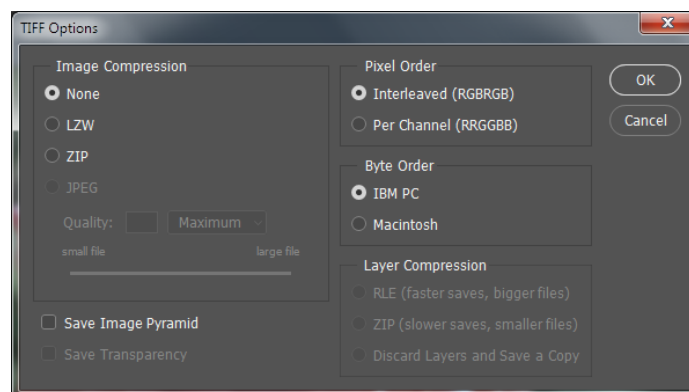 TIFF Options
Image Compression
None
LZW
ZIP
JPEG
Quality: Maximum
small file large file
Save Image Pyramid
Save Transparency
Pixel Order
Interleaved (RGBRGB)
Per Channel (RRGGBB)
Byte Order
IBM PC
Macintosh
Layer Compression
RLE (faster saves, bigger files)
ZIP (slower saves, smaller files)
Discard Layers and Save a Copy
OK
Cancel